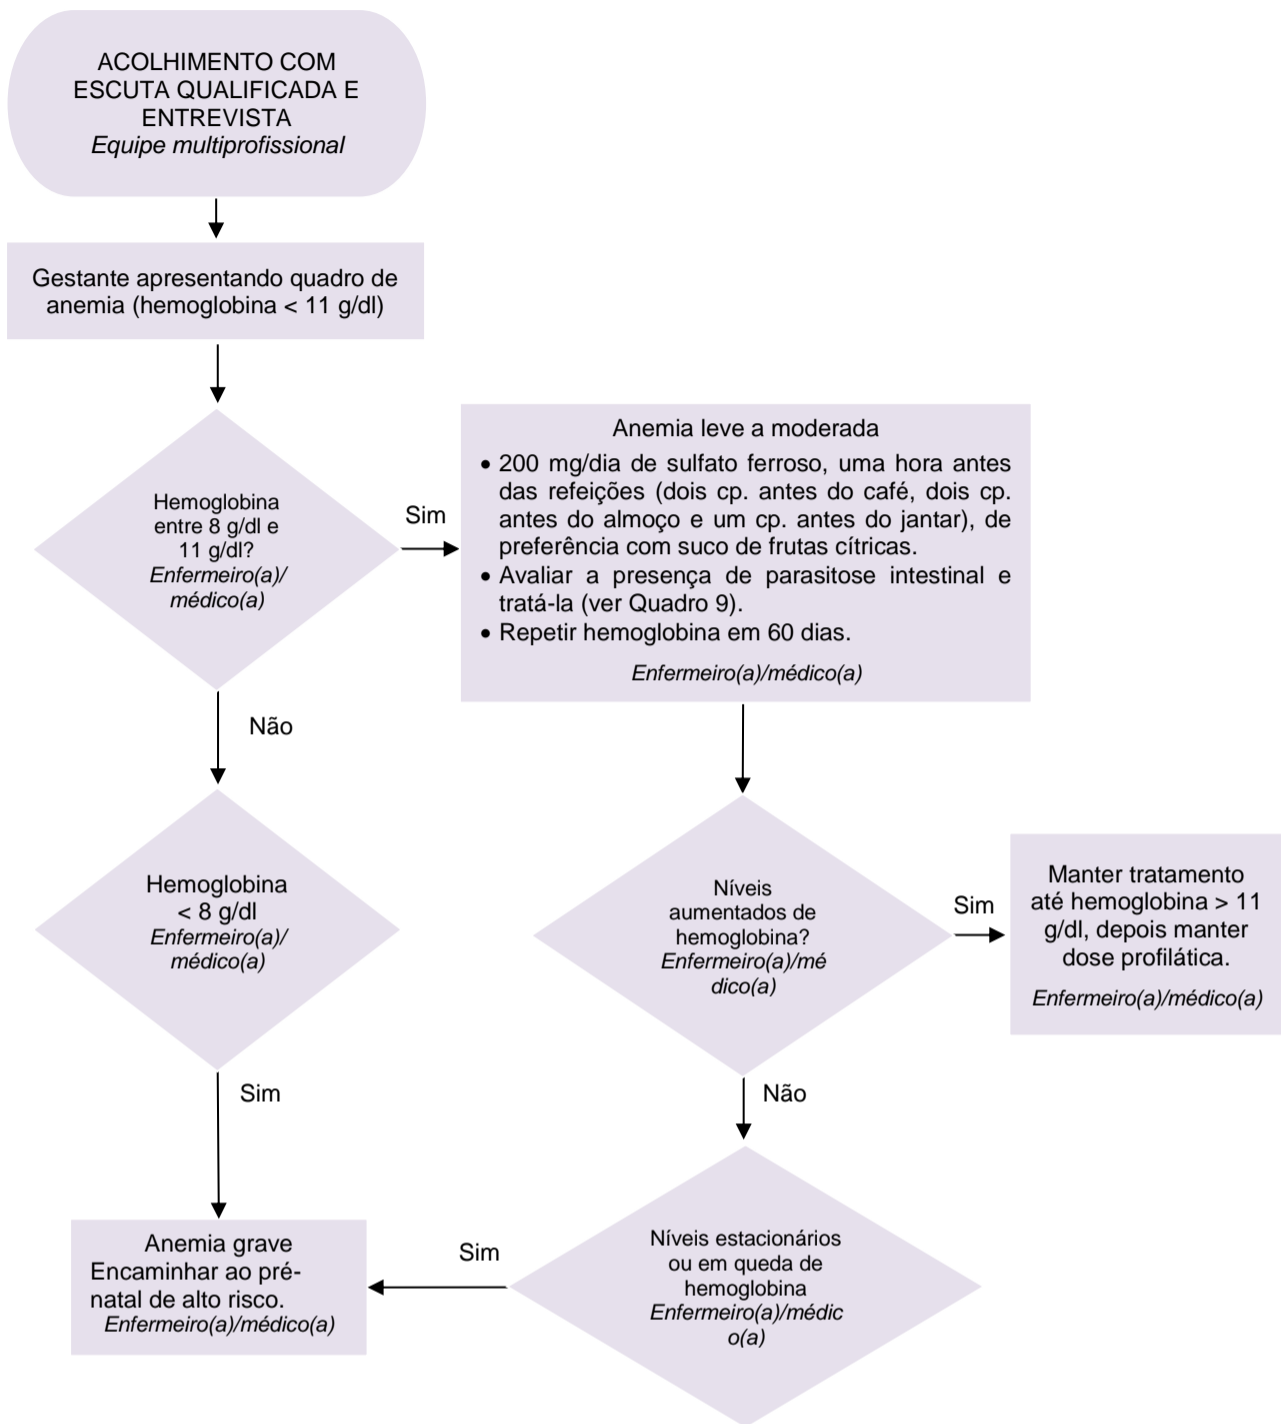 ACOLHIMENTO COM
ESCUTA QUALIFICADA E
ENTREVISTA
Equipe multiprofissional
Gestante apresentando quadro de
anemia (hemoglobina < 11 g/dl)
Hemoglobina
entre 8 g/dl e
11 g/dl?
Enfermeiro(a)/
médico(a)
Sim
Anemia leve a moderada
• 200 mg/dia de sulfato ferroso, uma hora antes
das refeições (dois cp. antes do café, dois cp.
antes do almoço e um cp. antes do jantar), de
preferência com suco de frutas cítricas.
• Avaliar a presença de parasitose intestinal e
tratá-la (ver Quadro 9).
• Repetir hemoglobina em 60 dias.
Enfermeiro(a)/médico(a)
Não
Hemoglobina
< 8 g/dl
Enfermeiro(a)/
médico(a)
Níveis
aumentados de
hemoglobina?
Enfermeiro(a)/mé
dico(a)
Sim
Manter tratamento
até hemoglobina > 11
g/dl, depois manter
dose profilática.
Enfermeiro(a)/médico(a)
Sim
Não
Anemia grave
Encaminhar ao pré-
natal de alto risco.
Enfermeiro(a)/médico(a)
Sim
Níveis estacionários
ou em queda de
hemoglobina
Enfermeiro(a)/médic
o(a)